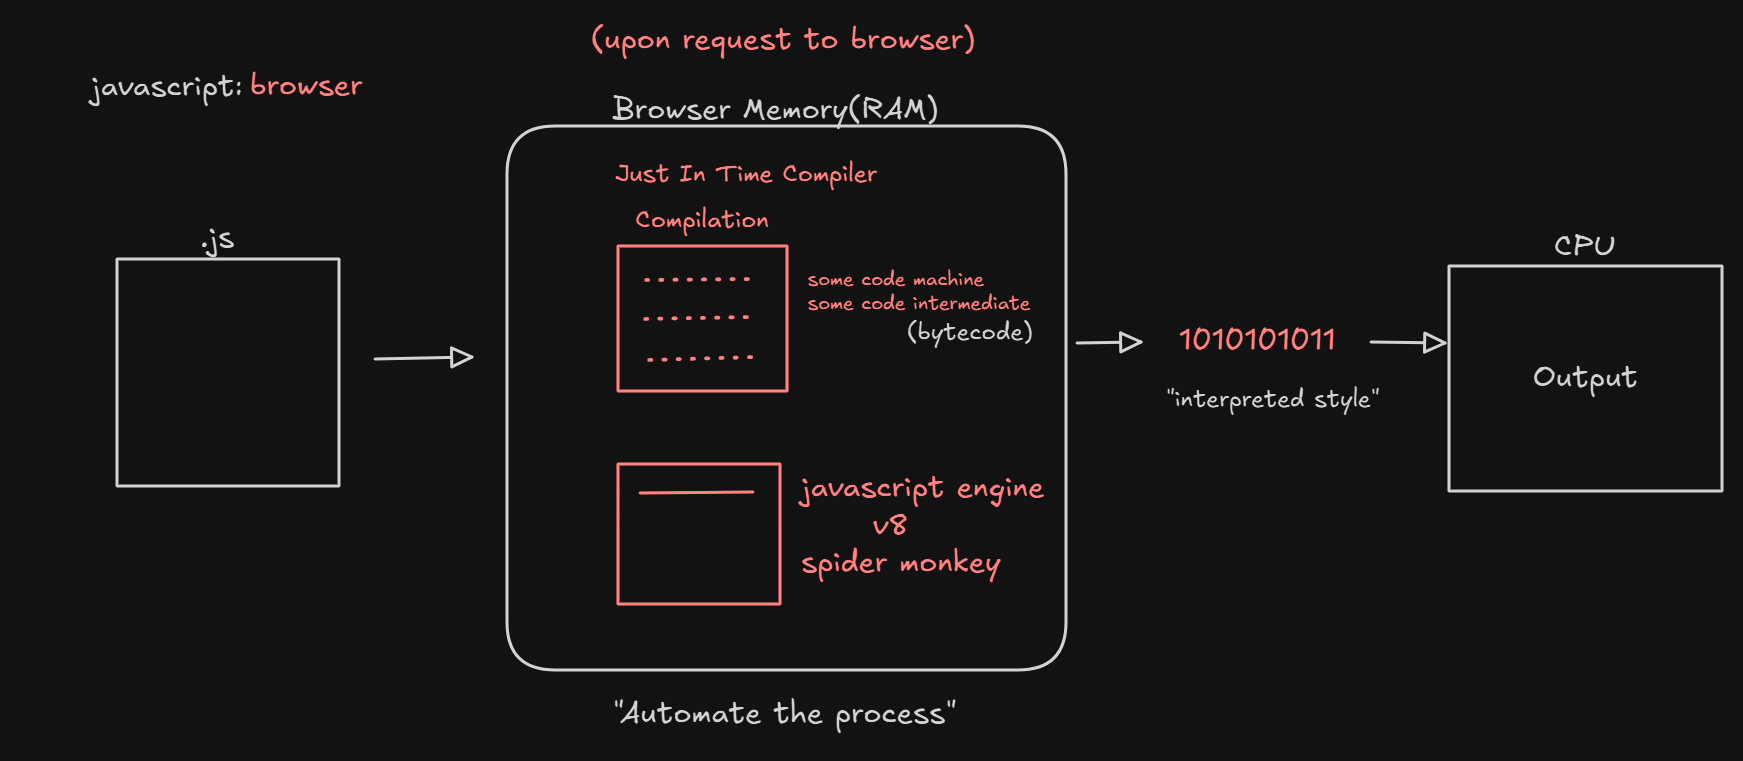 (upon request to browser)
javascript: browser
Browser Memory(RAM)
Just In Time Compiler
Compilation
.js
some code machine
some code intermediate
(bytecode)
1010101011
"interpreted style"
CPU
Output
javascript engine
v8
spider monkey
"Automate the process"